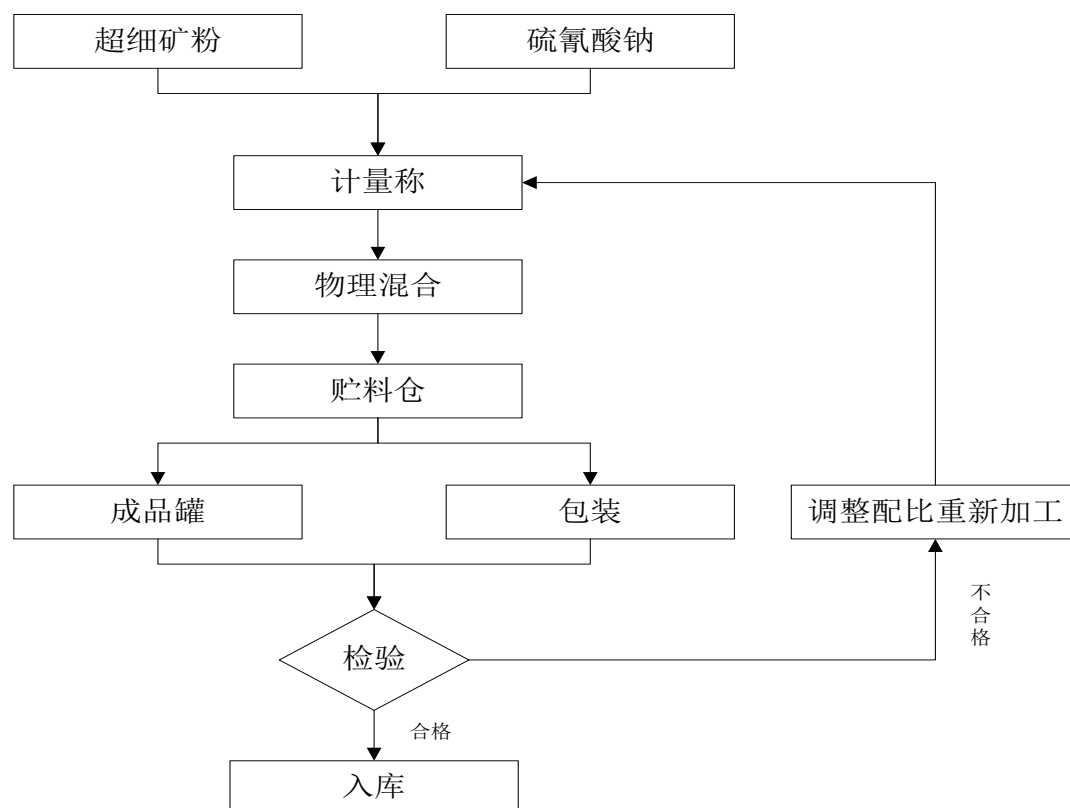 超细矿粉
硫氰酸钠
计量称
物理混合
贮料仓
成品罐
包装
调整配比重新加工
不合格
检验
合格
入库